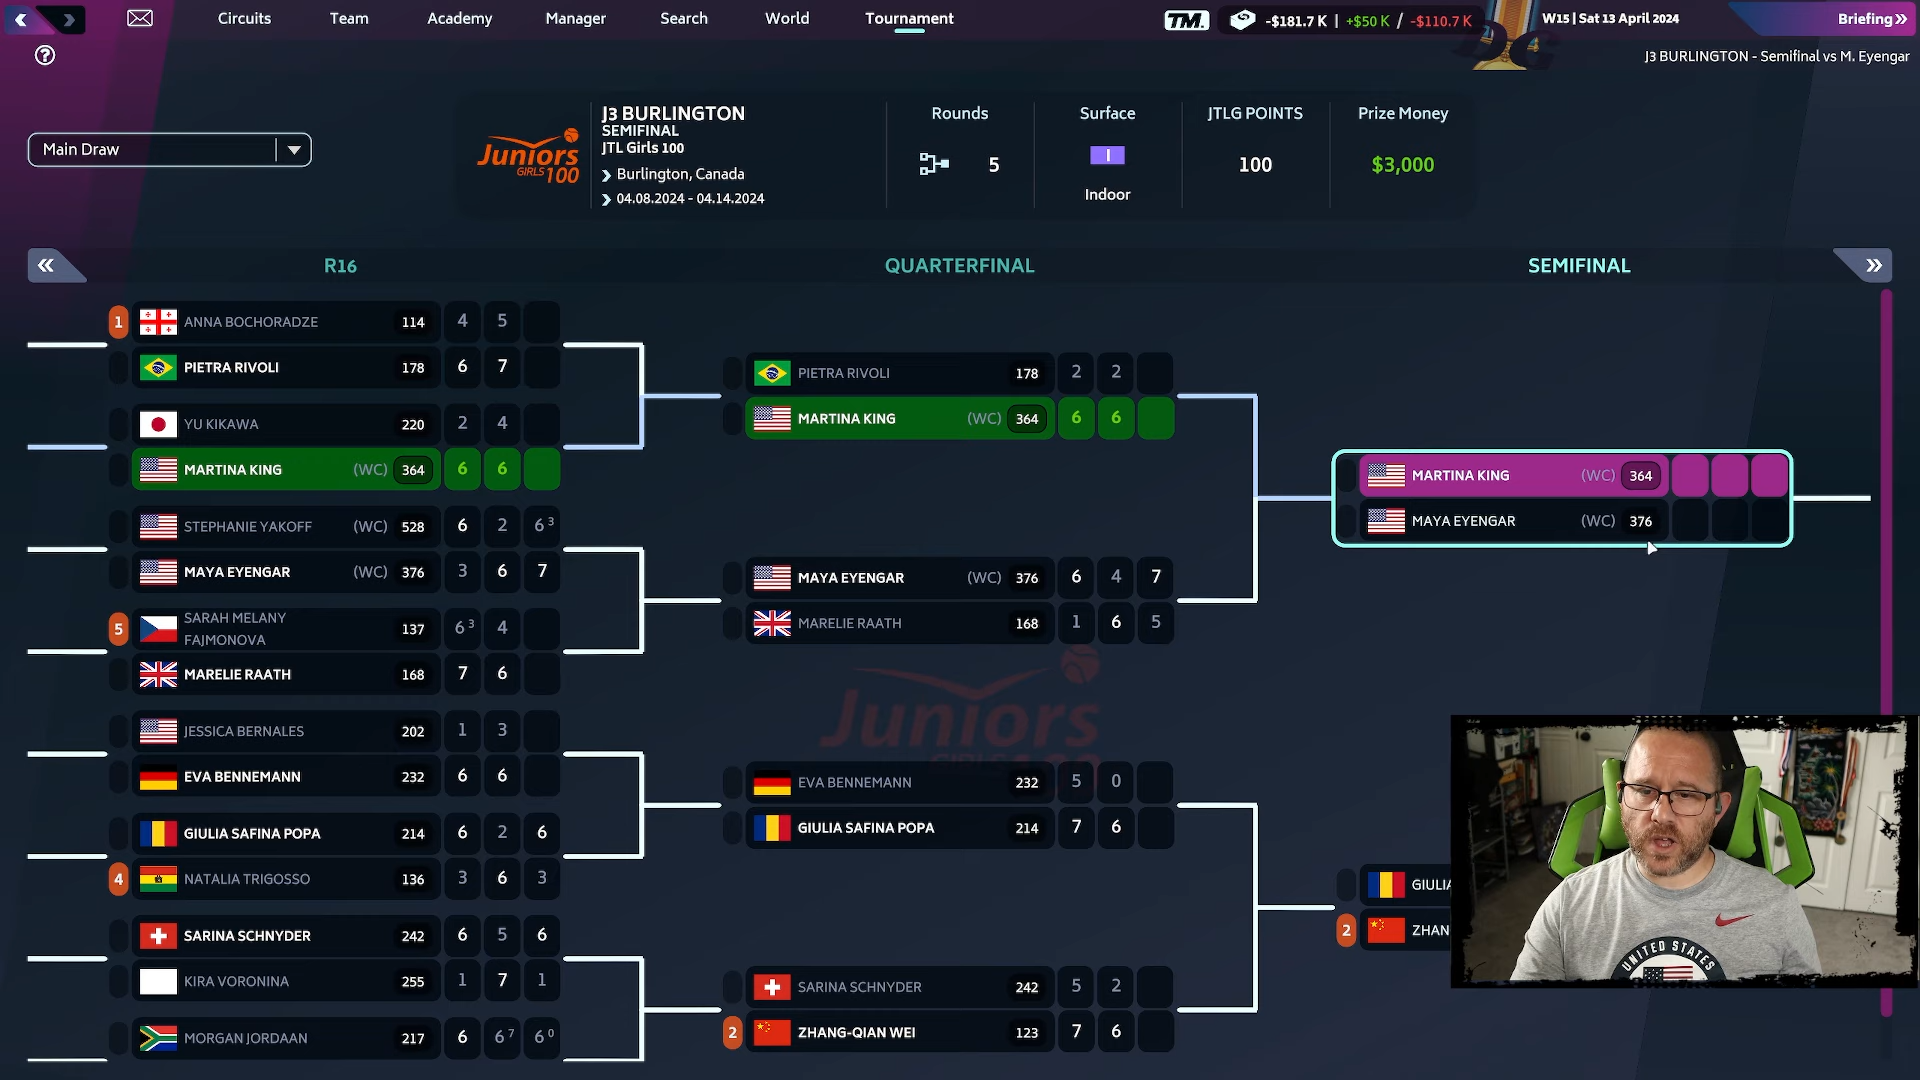 Circuits Team Academy Manager Search World Tournament TM. -$181.7 K | +$50 K / -$110.7 K W15 | Sat 13 April 2024 Briefing
J3 BURLINGTON - Semifinal vs M. Eyengar
Main Draw
Juniors
GIRLS 100
J3 BURLINGTON
SEMIFINAL
JTL Girls 100
Burlington, Canada
04.08.2024 - 04.14.2024
Rounds
5
Surface
I
Indoor
JTLG POINTS
100
Prize Money
$3,000
R16 QUARTERFINAL SEMIFINAL
1 ANNA BOCHORADZE 114 4 5
PIETRA RIVOLI 178 6 7
YU KIKAWA 220 2 4
MARTINA KING (WC) 364 6 6
STEPHANIE YAKOFF (WC) 528 6 2 6 3
MAYA EYENGAR (WC) 376 3 6 7
5 SARAH MELANY FAJMONOVA 137 6 3 4
MARELIE RAATH 168 7 6
JESSICA BERNALES 202 1 3
EVA BENNEMANN 232 6 6
GIULIA SAFINA POPA 214 6 2 6
4 NATALIA TRIGOSSO 136 3 6 3
SARINA SCHNYDER 242 6 5 6
KIRA VORONINA 255 1 7 1
MORGAN JORDAAN 217 6 6 7 6 0
PIETRA RIVOLI 178 2 2
MARTINA KING (WC) 364 6 6
MAYA EYENGAR (WC) 376 6 4 7
MARELIE RAATH 168 1 6 5
Juniors
EVA BENNEMANN 232 5 0
GIULIA SAFINA POPA 214 7 6
SARINA SCHNYDER 242 5 2
2 ZHANG-QIAN WEI 123 7 6
MARTINA KING (WC) 364
MAYA EYENGAR (WC) 376
GIULIA
2 ZHAN
UNITED STATES